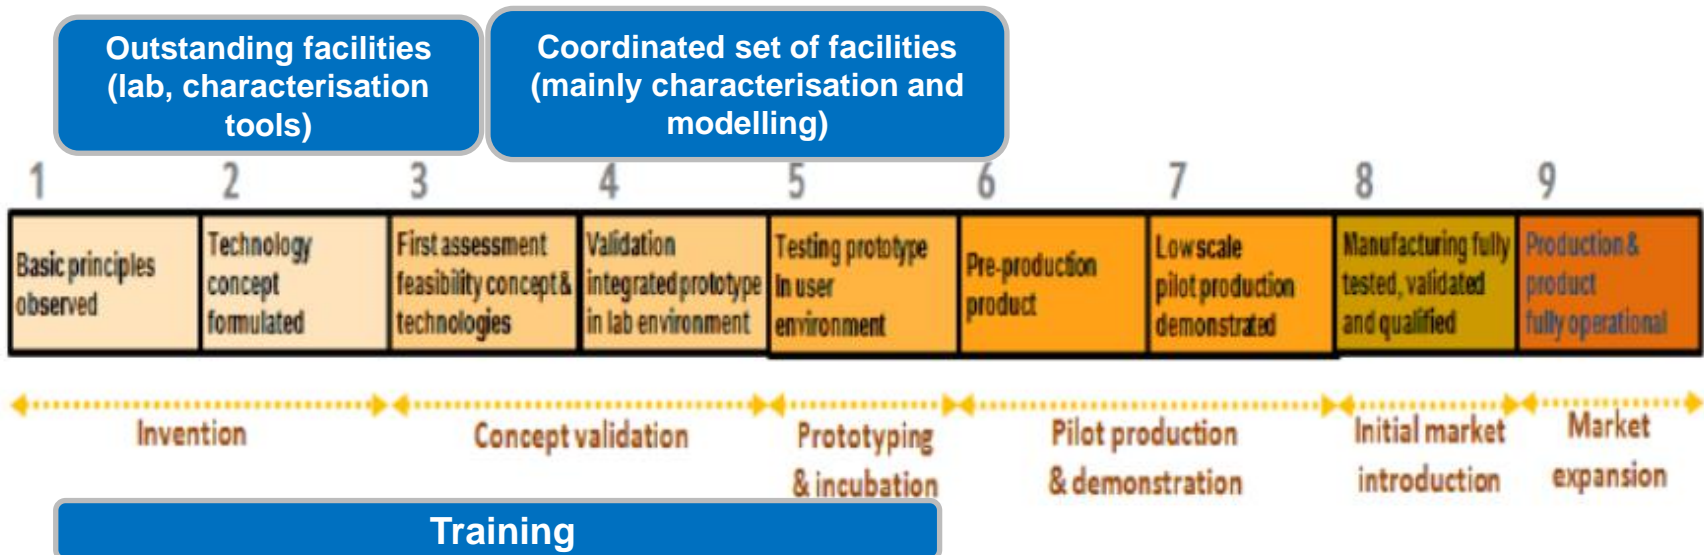 Outstanding facilities
(lab, characterisation
tools)
Coordinated set of facilities
(mainly characterisation and
modelling)
1
2
3
4
5
6
7
8
9
Basic principles
observed
Technology
concept
formulated
First assessment
feasibility concept &
technologies
Validation
integrated prototype
in lab environment
Testing prototype
In user
environment
Pre-production
product
Low scale
pilot production
demonstrated
Manufacturing fully
tested, validated
and qualified
Production &
product
fully operational
Invention
Concept validation
Prototyping
& incubation
Pilot production
& demonstration
Initial market
introduction
Market
expansion
Training